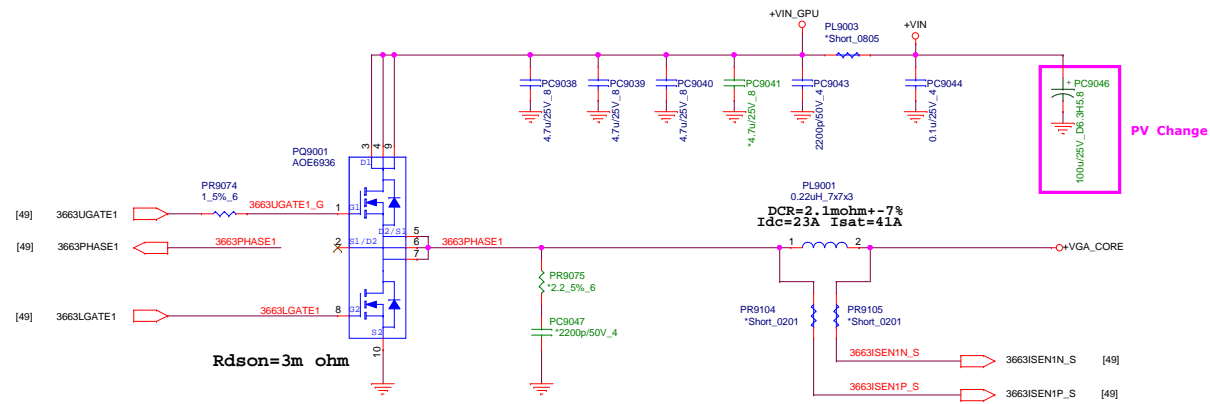 +VIN_GPU
PL9003
*Short_0805
+VIN
PC9038
4.7u/25V_8
PC9039
4.7u/25V_8
PC9040
4.7u/25V_8
PC9041
*4.7u/25V_8
PC9043
2200p/50V_4
PC9044
0.1u/25V_4
+ PC9046
100u/25V_D6.3H5.8
PV Change
PQ9001
AOE6936
3 4 9
D1
PR9074
1_5%_6
[49] 3663UGATE1
3663UGATE1_G
1
G1
[49] 3663PHASE1
3663PHASE1
2
S1/D2
D2/S1
5
6
7
3663PHASE1
[49] 3663LGATE1
3663LGATE1
8
G2
S2
10
Rdson=3m ohm
PR9075
*2.2_5%_6
PC9047
*2200p/50V_4
PL9001
0.22uH_7x7x3
DCR=2.1mohm+-7%
Idc=23A Isat=41A
1
2
+VGA_CORE
PR9104
*Short_0201
PR9105
*Short_0201
3663ISEN1N_S
3663ISEN1N_S [49]
3663ISEN1P_S
3663ISEN1P_S [49]